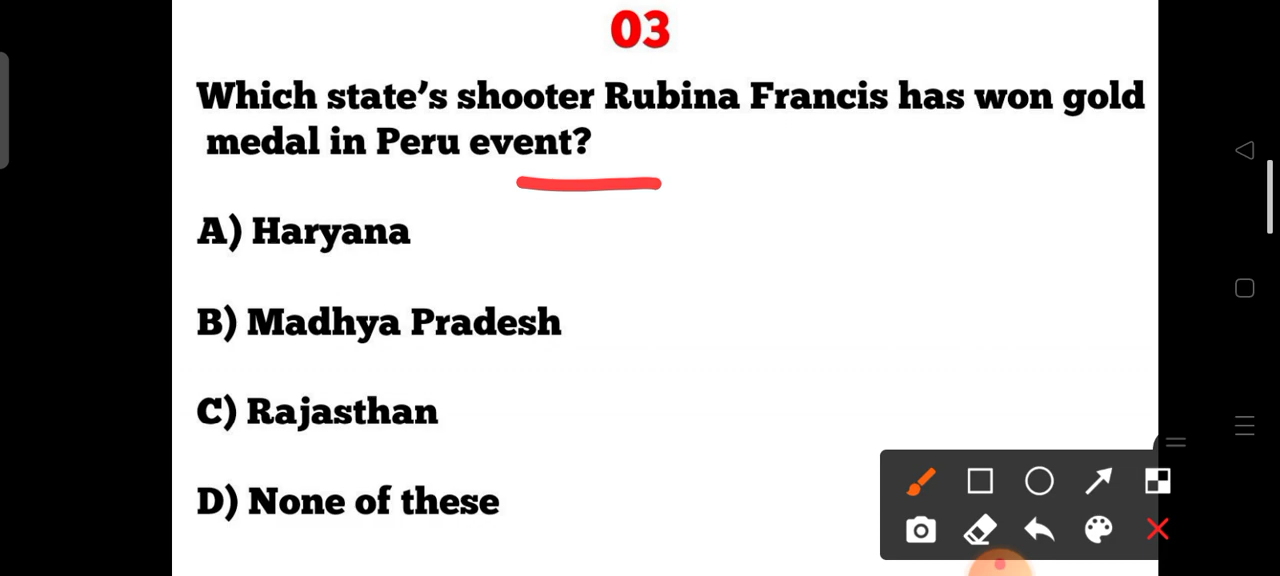 03
Which state’s shooter Rubina Francis has won gold
medal in Peru event?
A) Haryana
B) Madhya Pradesh
C) Rajasthan
D) None of these